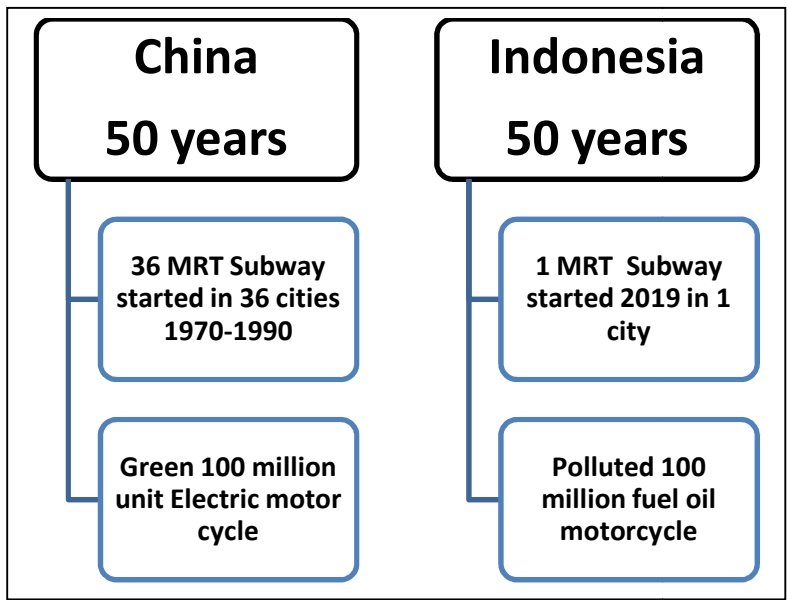 China
50 years
36 MRT Subway
started in 36 cities
1970-1990
Green 100 million
unit Electric motor
cycle
Indonesia
50 years
1 MRT  Subway
started 2019 in 1
city
Polluted 100
million fuel oil
motorcycle